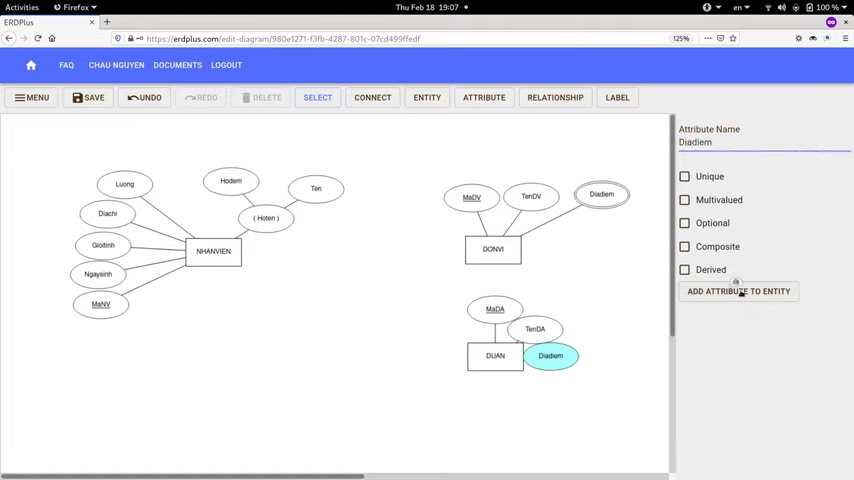 Activities
Firefox
Thu Feb 18 19:07
en
100 %
ERDPlus
https://erdplus.com/edit-diagram/980e1271-f3fb-4287-801c-07cd499ffedf
125%
FAQ
CHAU NGUYEN
DOCUMENTS
LOGOUT
MENU
SAVE
UNDO
REDO
DELETE
SELECT
CONNECT
ENTITY
ATTRIBUTE
RELATIONSHIP
LABEL
Attribute Name
Diadiem
Unique
Multivalued
Optional
Composite
Derived
ADD ATTRIBUTE TO ENTITY
Luong
Hodem
Ten
Diachi
( Hoten )
Gioitinh
NHANVIEN
Ngaysinh
MaNV
MaDV
TenDV
Diadiem
DONVI
MaDA
TenDA
DUAN
Diadiem